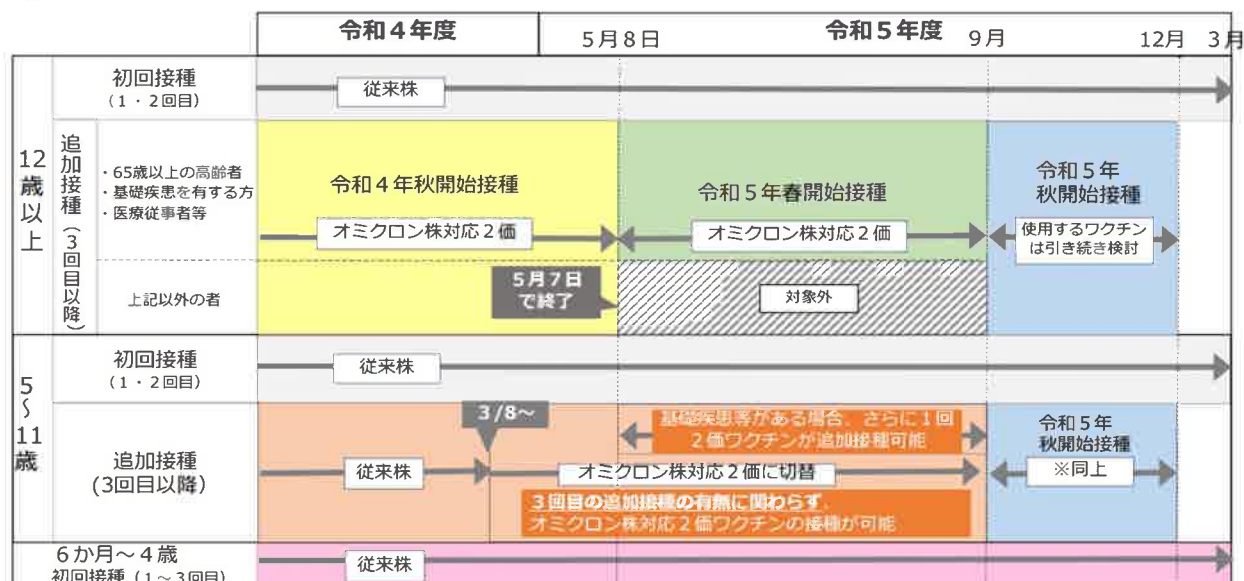 令和４年度
令和５年度
５月８日
９月
12月
３月
12歳以上
初回接種
（１・２回目）
従来株
追加接種（３回目以降）
・65歳以上の高齢者
・基礎疾患を有する方
・医療従事者等
令和４年秋開始接種
オミクロン株対応２価
令和５年春開始接種
オミクロン株対応２価
令和５年
秋開始接種
使用するワクチン
は引き続き検討
上記以外の者
５月７日
で終了
対象外
５～11歳
初回接種
（１・２回目）
従来株
追加接種
（3回目以降）
従来株
３/８～
基礎疾患等がある場合、さらに１回
２価ワクチンが追加接種可能
オミクロン株対応２価に切替
３回目の追加接種の有無に関わらず、
オミクロン株対応２価ワクチンの接種が可能
令和５年
秋開始接種
※同上
６か月～４歳
初回接種（１～３回目）
従来株